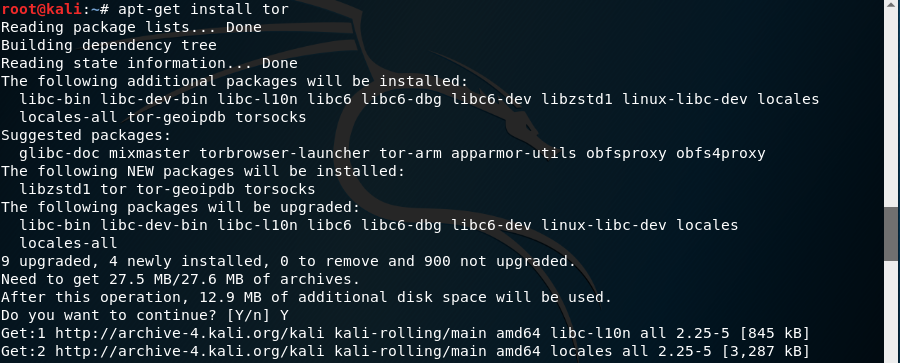 root@kali:~# apt-get install tor
Reading package lists... Done
Building dependency tree
Reading state information... Done
The following additional packages will be installed:
  libc-bin libc-dev-bin libc-l10n libc6 libc6-dbg libc6-dev libzstd1 linux-libc-dev locales
  locales-all tor-geoipdb torsocks
Suggested packages:
  glibc-doc mixmaster torbrowser-launcher tor-arm apparmor-utils obfsproxy obfs4proxy
The following NEW packages will be installed:
  libzstd1 tor tor-geoipdb torsocks
The following packages will be upgraded:
  libc-bin libc-dev-bin libc-l10n libc6 libc6-dbg libc6-dev linux-libc-dev locales
  locales-all
9 upgraded, 4 newly installed, 0 to remove and 900 not upgraded.
Need to get 27.5 MB/27.6 MB of archives.
After this operation, 12.9 MB of additional disk space will be used.
Do you want to continue? [Y/n] Y
Get:1 http://archive-4.kali.org/kali kali-rolling/main amd64 libc-l10n all 2.25-5 [845 kB]
Get:2 http://archive-4.kali.org/kali kali-rolling/main amd64 locales all 2.25-5 [3,287 kB]